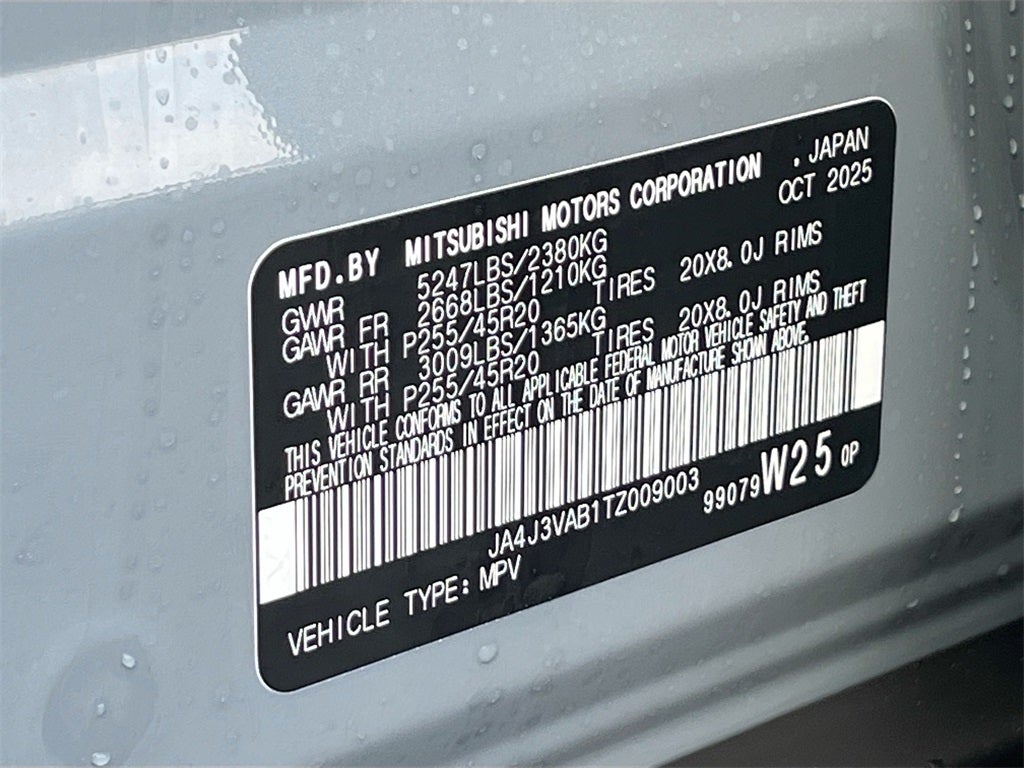 MFD.BY MITSUBISHI MOTORS CORPORATION . JAPAN
GVWR 5247LBS/2380KG OCT 2025
GAWR FR 2668LBS/1210KG
WITH P255/45R20 TIRES 20X8.0J RIMS
GAWR RR 3009LBS/1365KG
WITH P255/45R20 TIRES 20X8.0J RIMS
THIS VEHICLE CONFORMS TO ALL APPLICABLE FEDERAL MOTOR VEHICLE SAFETY AND THEFT
PREVENTION STANDARDS IN EFFECT ON THE DATE OF MANUFACTURE SHOWN ABOVE.
JA4J3VAB1TZ009003 99079W25 0P
VEHICLE TYPE: MPV